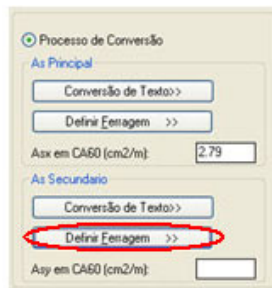 Processo de Conversão
As Principal
Conversão de Texto>>
Definir Ferragem >>
Asx em CA60 (cm2/m): 2.79
As Secundario
Conversão de Texto>>
Definir Ferragem >>
Asy em CA60 (cm2/m):